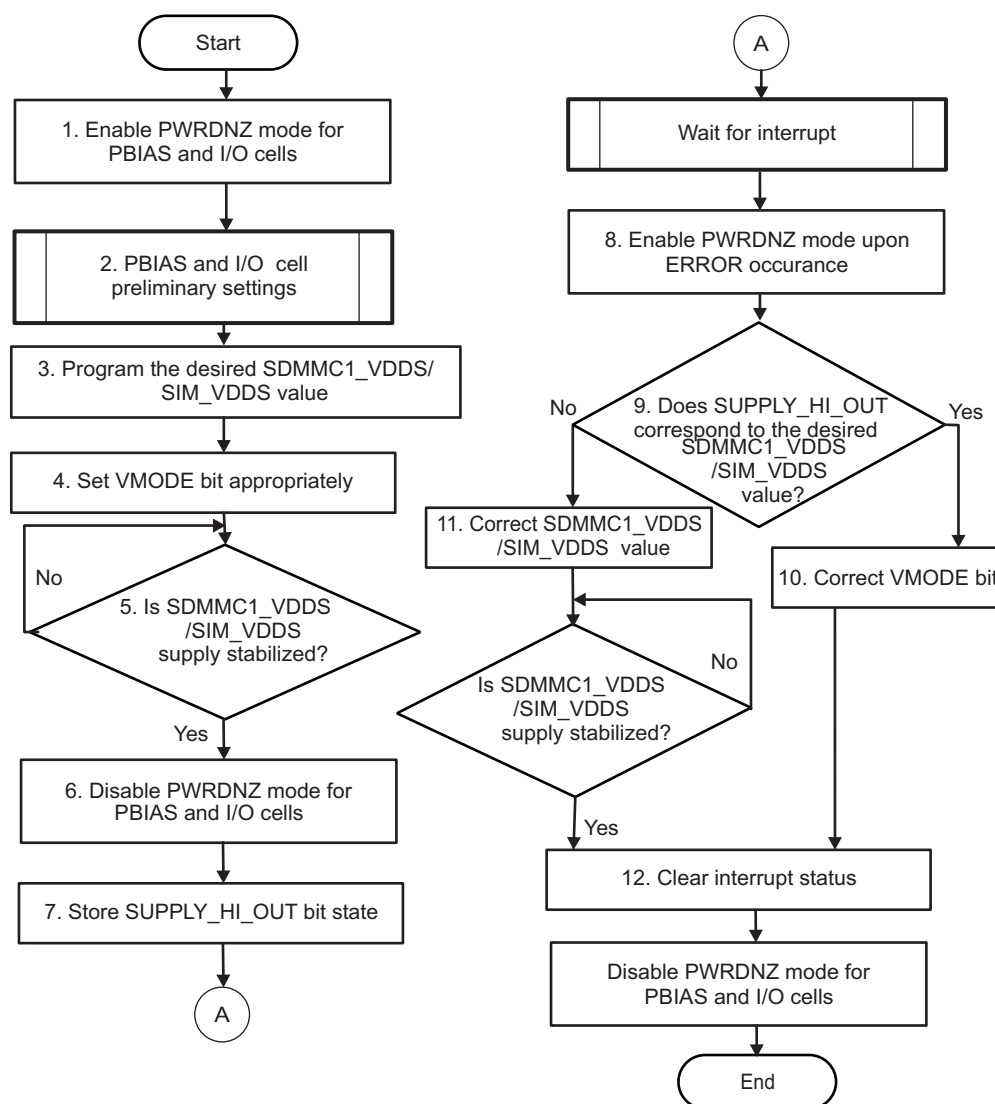 Start
1. Enable PWRDNZ mode for
PBIAS and I/O cells
2. PBIAS and I/O cell
preliminary settings
3. Program the desired SDMMC1_VDDS/
SIM_VDDS value
4. Set VMODE bit appropriately
No
5. Is SDMMC1_VDDS
/SIM_VDDS
supply stabilized?
Yes
6. Disable PWRDNZ mode for
PBIAS and I/O cells
7. Store SUPPLY_HI_OUT bit state
A
A
Wait for interrupt
8. Enable PWRDNZ mode upon
ERROR occurance
No
9. Does SUPPLY_HI_OUT
correspond to the desired
SDMMC1_VDDS
/SIM_VDDS
value?
Yes
11. Correct SDMMC1_VDDS
/SIM_VDDS value
10. Correct VMODE bit
No
Is SDMMC1_VDDS
/SIM_VDDS
supply stabilized?
Yes
12. Clear interrupt status
Disable PWRDNZ mode for
PBIAS and I/O cells
End